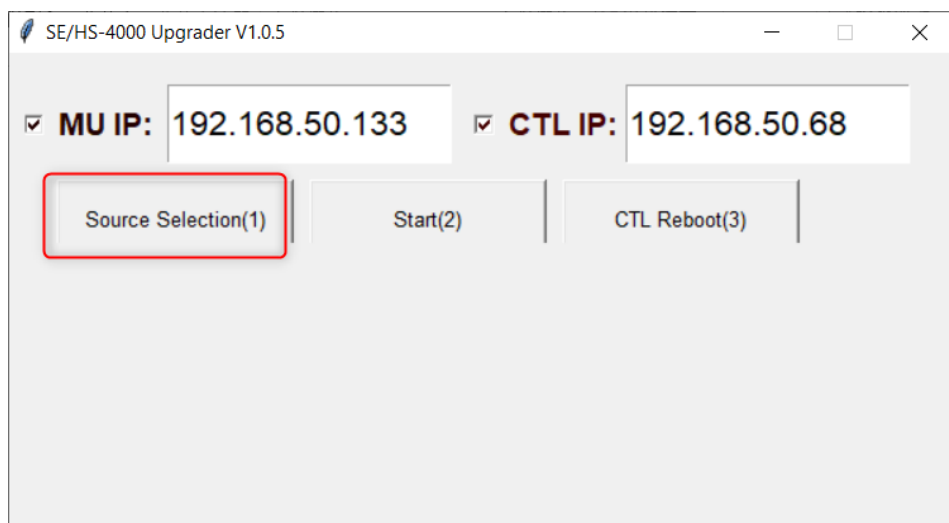 SE/HS-4000 Upgrader V1.0.5
MU IP: 192.168.50.133 CTL IP: 192.168.50.68
Source Selection(1) Start(2) CTL Reboot(3)